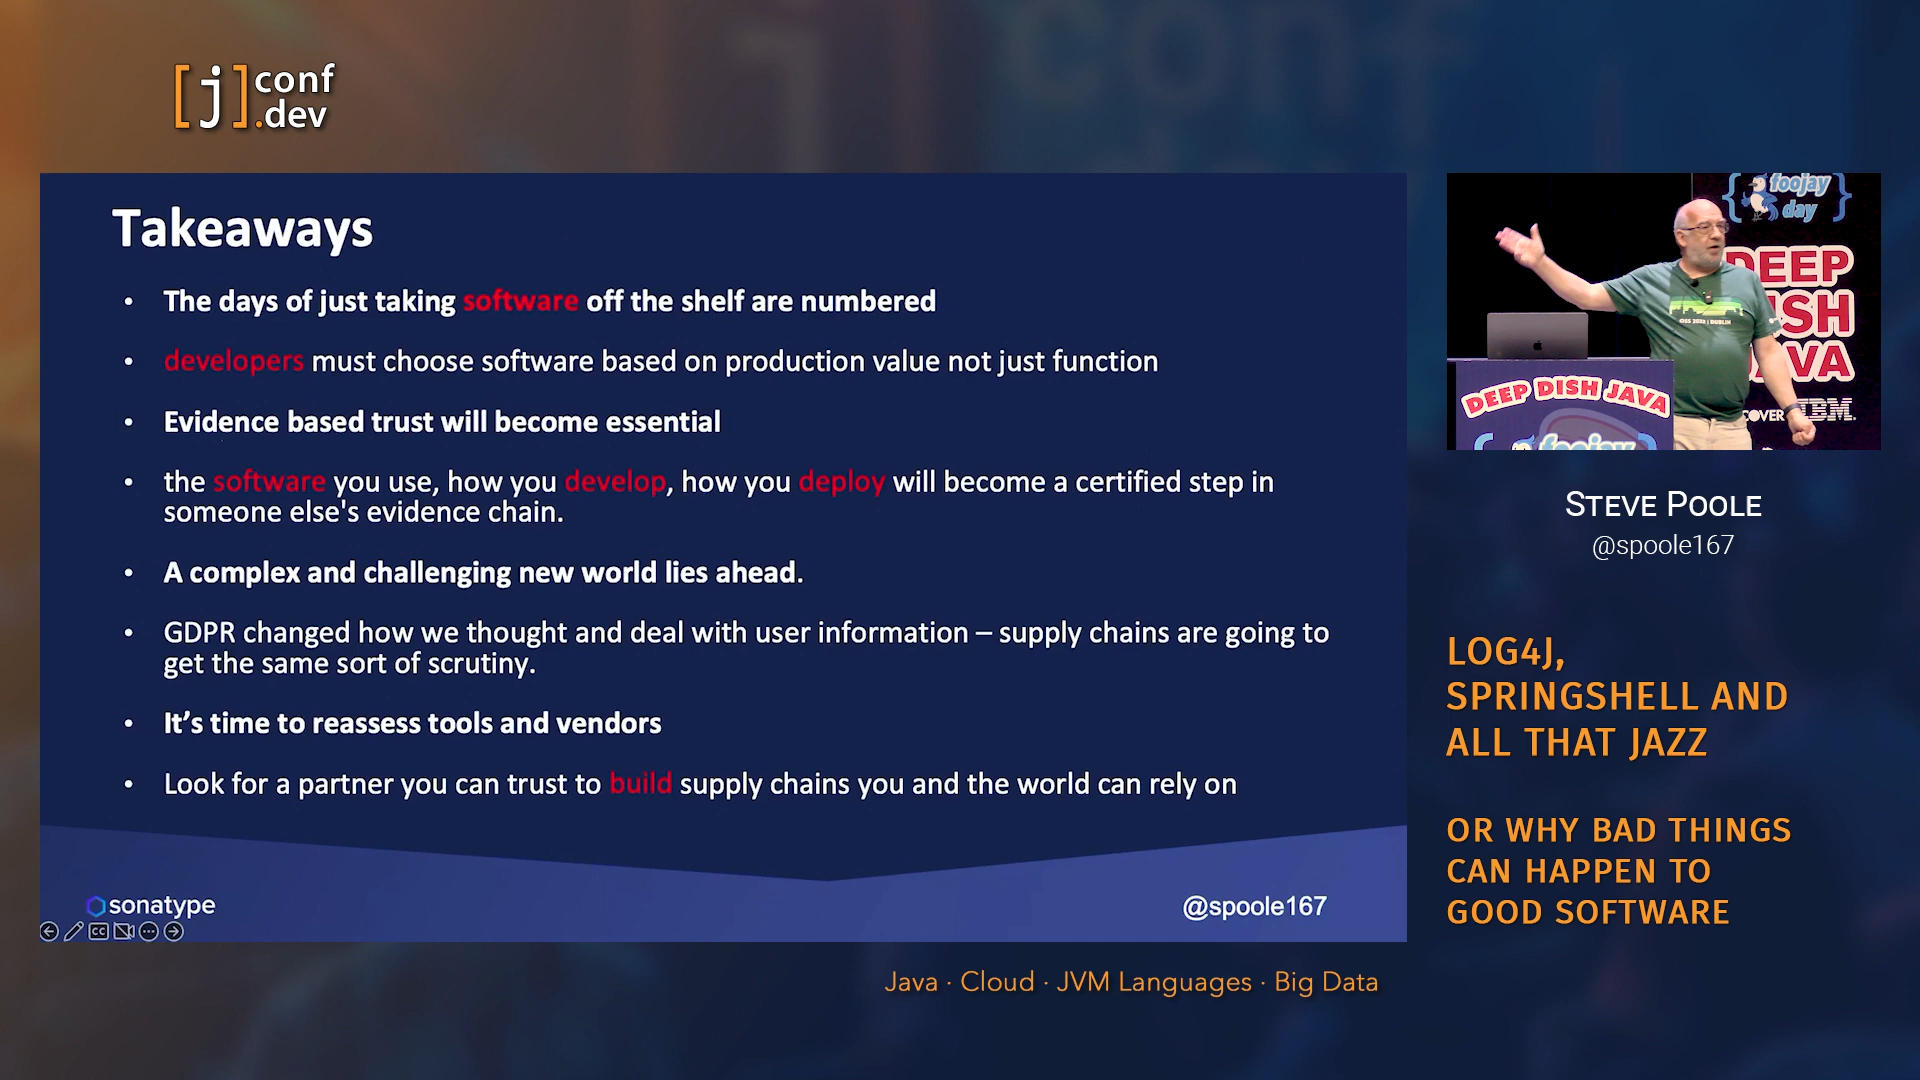 [j] conf
.dev
Takeaways
• The days of just taking software off the shelf are numbered
• developers must choose software based on production value not just function
• Evidence based trust will become essential
• the software you use, how you develop, how you deploy will become a certified step in
someone else's evidence chain.
• A complex and challenging new world lies ahead.
• GDPR changed how we thought and deal with user information – supply chains are going to
get the same sort of scrutiny.
• It’s time to reassess tools and vendors
• Look for a partner you can trust to build supply chains you and the world can rely on
sonatype
@spoole167
CC
{ foojay }
day
DEEP
DISH
JAVA
IBM.
OSS 2022 | DUBLIN
DEEP DISH JAVA
{ foojay
STEVE POOLE
@spoole167
LOG4J,
SPRINGSHELL AND
ALL THAT JAZZ
OR WHY BAD THINGS
CAN HAPPEN TO
GOOD SOFTWARE
Java · Cloud · JVM Languages · Big Data